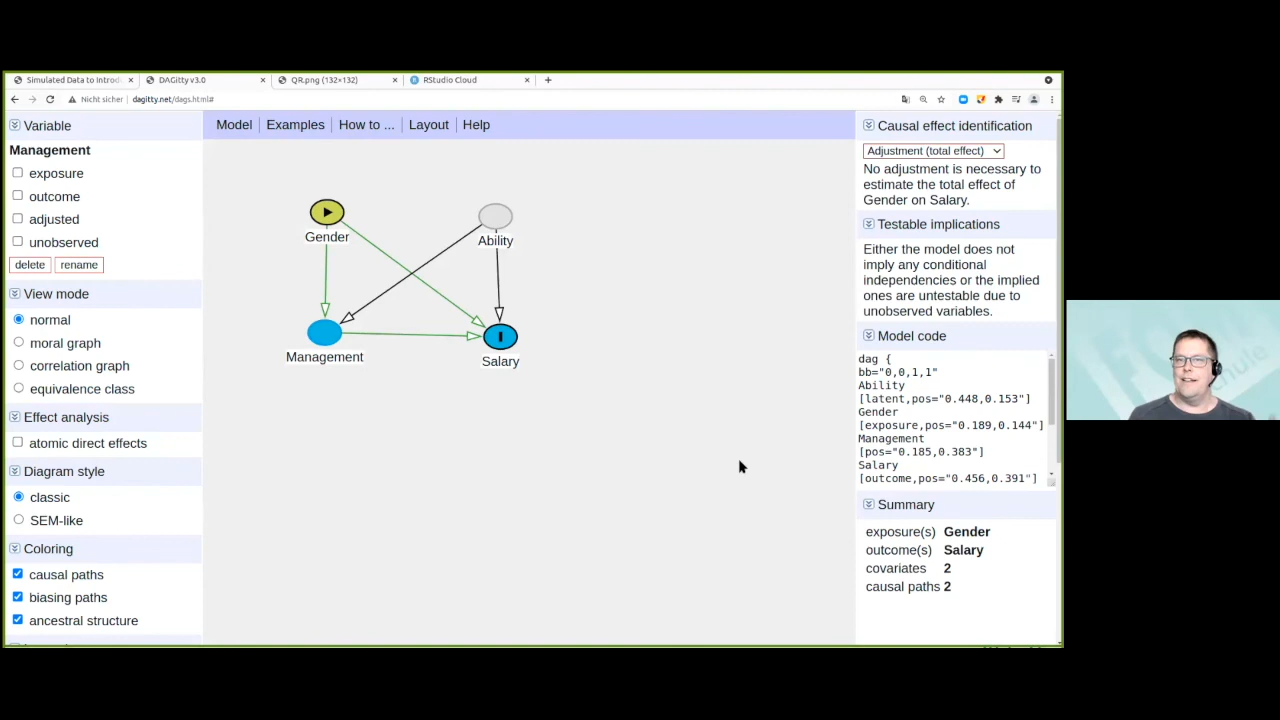 Simulated Data to Introd
DAGitty v3.0
QR.png (132×132)
RStudio Cloud
Nicht sicher
dagitty.net/dags.html#
Variable
Management
exposure
outcome
adjusted
unobserved
delete
rename
View mode
normal
moral graph
correlation graph
equivalence class
Effect analysis
atomic direct effects
Diagram style
classic
SEM-like
Coloring
causal paths
biasing paths
ancestral structure
Model
Examples
How to ...
Layout
Help
Gender
Ability
Management
Salary
Causal effect identification
Adjustment (total effect)
No adjustment is necessary to
estimate the total effect of
Gender on Salary.
Testable implications
Either the model does not
imply any conditional
independencies or the implied
ones are untestable due to
unobserved variables.
Model code
dag {
bb="0,0,1,1"
Ability
[latent,pos="0.448,0.153"]
Gender
[exposure,pos="0.189,0.144"]
Management
[pos="0.185,0.383"]
Salary
[outcome,pos="0.456,0.391"]
Summary
exposure(s) Gender
outcome(s) Salary
covariates 2
causal paths 2